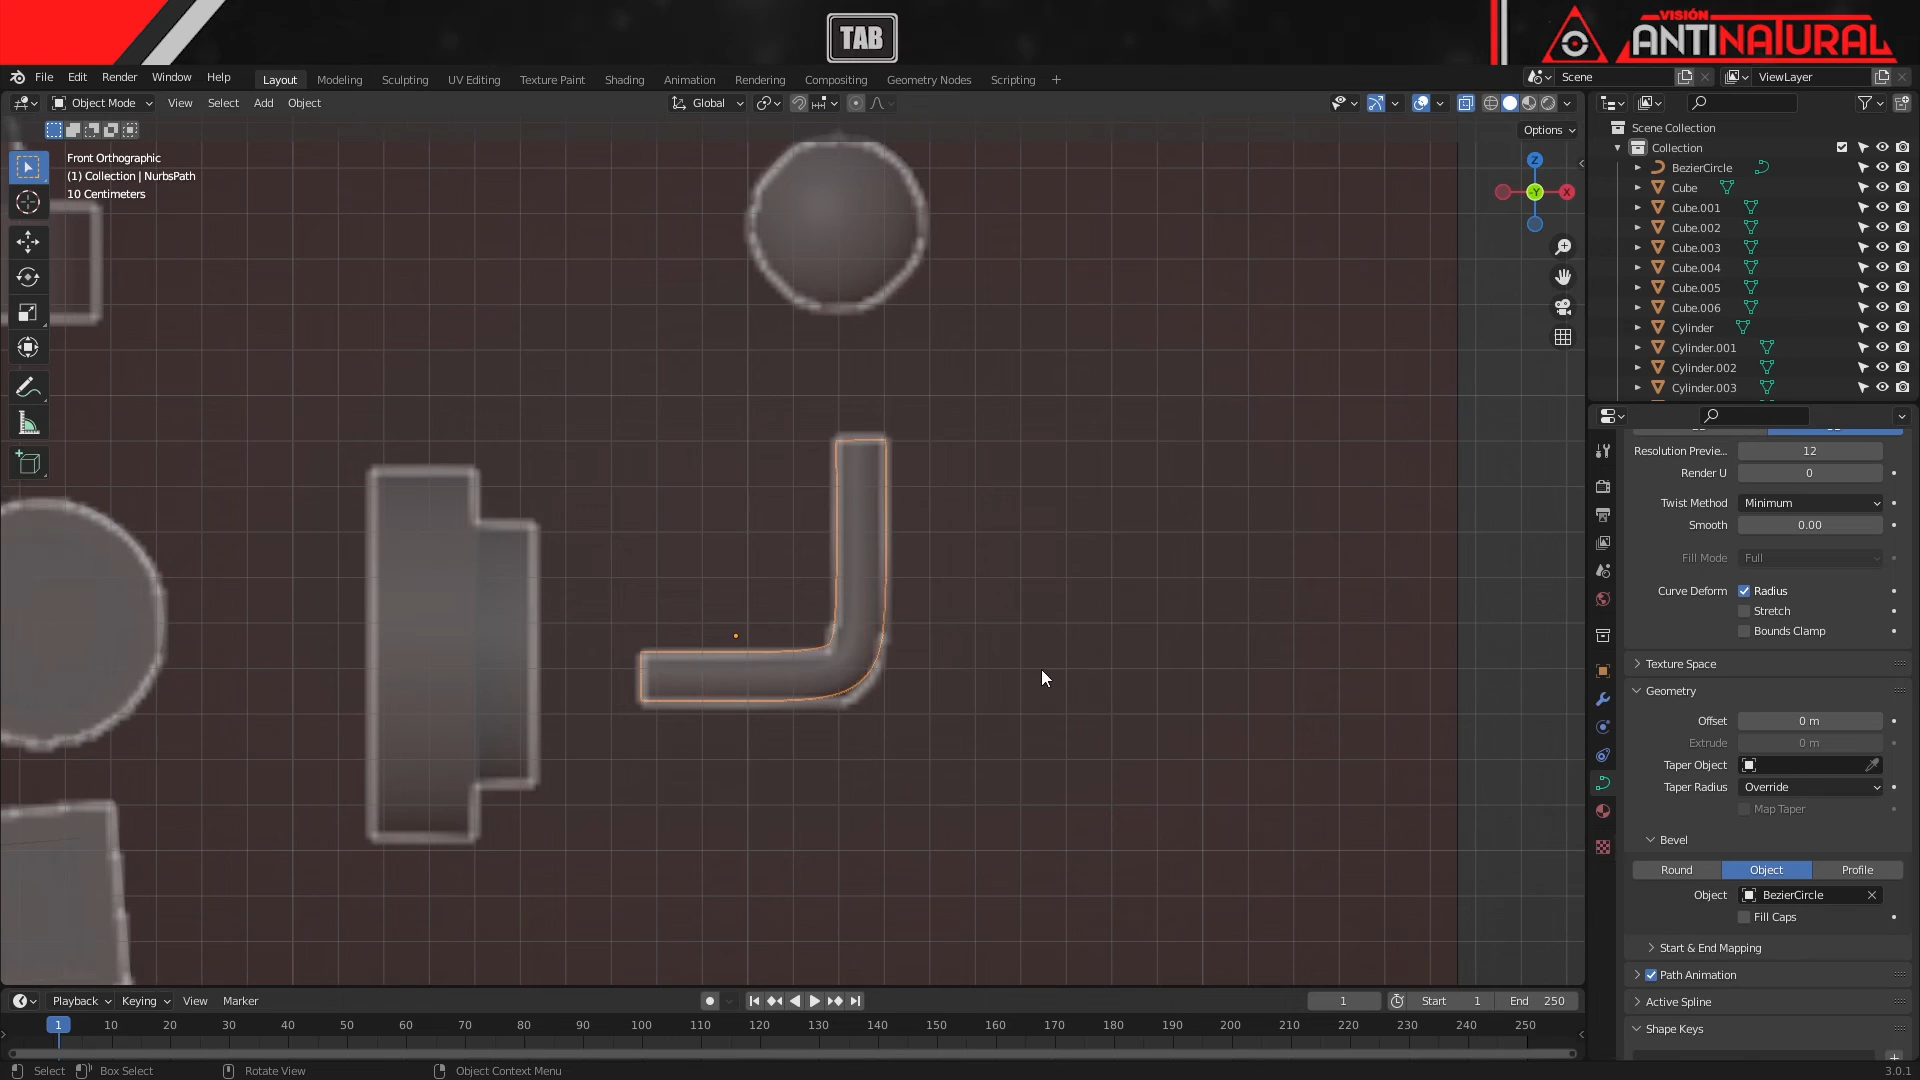 TAB
VISIÓN
ANTINATURAL
File Edit Render Window Help
Layout Modeling Sculpting UV Editing Texture Paint Shading Animation Rendering Compositing Geometry Nodes Scripting +
Scene
ViewLayer
Object Mode View Select Add Object
Global
Options
Front Orthographic
(1) Collection | NurbsPath
10 Centimeters
Z
Y
X
Scene Collection
Collection
BezierCircle
Cube
Cube.001
Cube.002
Cube.003
Cube.004
Cube.005
Cube.006
Cylinder
Cylinder.001
Cylinder.002
Cylinder.003
Resolution Previe... 12
Render U 0
Twist Method Minimum
Smooth 0.00
Fill Mode Full
Curve Deform Radius
Stretch
Bounds Clamp
Texture Space
Geometry
Offset 0 m
Extrude 0 m
Taper Object
Taper Radius Override
Map Taper
Bevel
Round Object Profile
Object BezierCircle
Fill Caps
Start & End Mapping
Path Animation
Active Spline
Shape Keys
Playback Keying View Marker
1 Start 1 End 250
1 10 20 30 40 50 60 70 80 90 100 110 120 130 140 150 160 170 180 190 200 210 220 230 240 250
Select Box Select Rotate View Object Context Menu
3.0.1